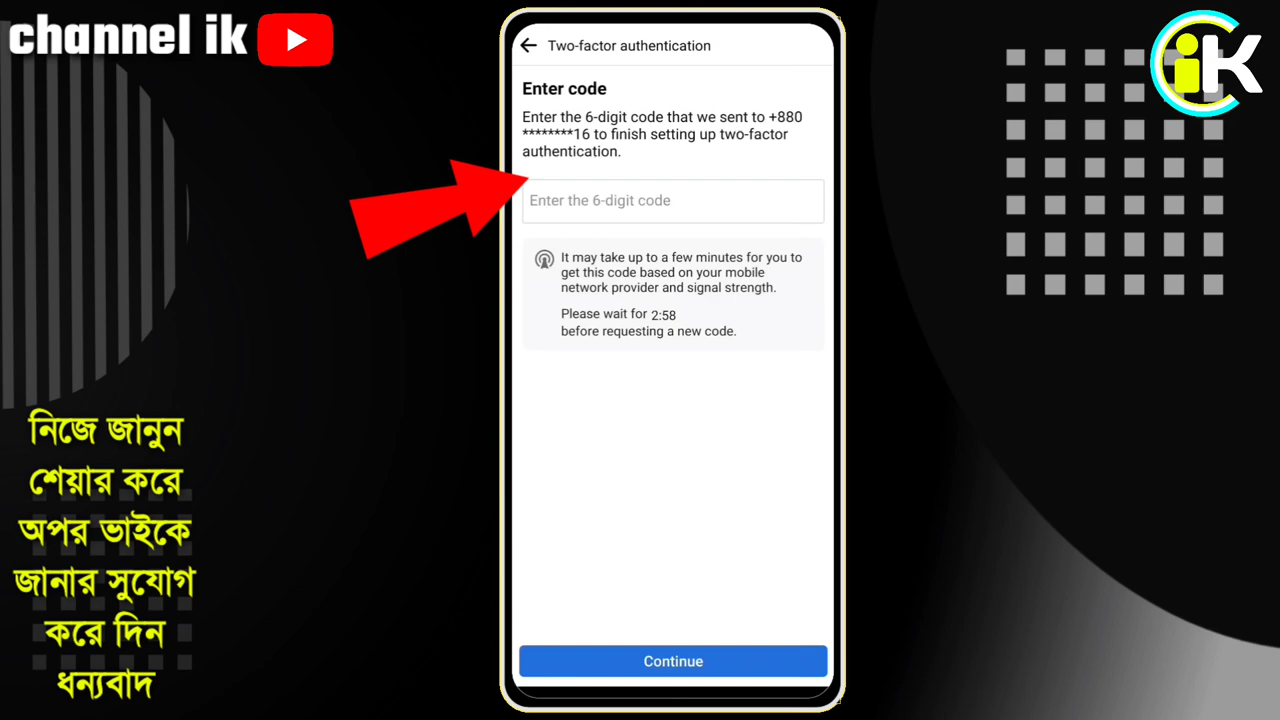 channel ik
iK
Two-factor authentication
Enter code
Enter the 6-digit code that we sent to +880
********16 to finish setting up two-factor
authentication.
Enter the 6-digit code
It may take up to a few minutes for you to
get this code based on your mobile
network provider and signal strength.
Please wait for 2:58
before requesting a new code.
Continue
নিজে জানুন
শেয়ার করে
অপর ভাইকে
জানার সুযোগ
করে দিন
ধন্যবাদ